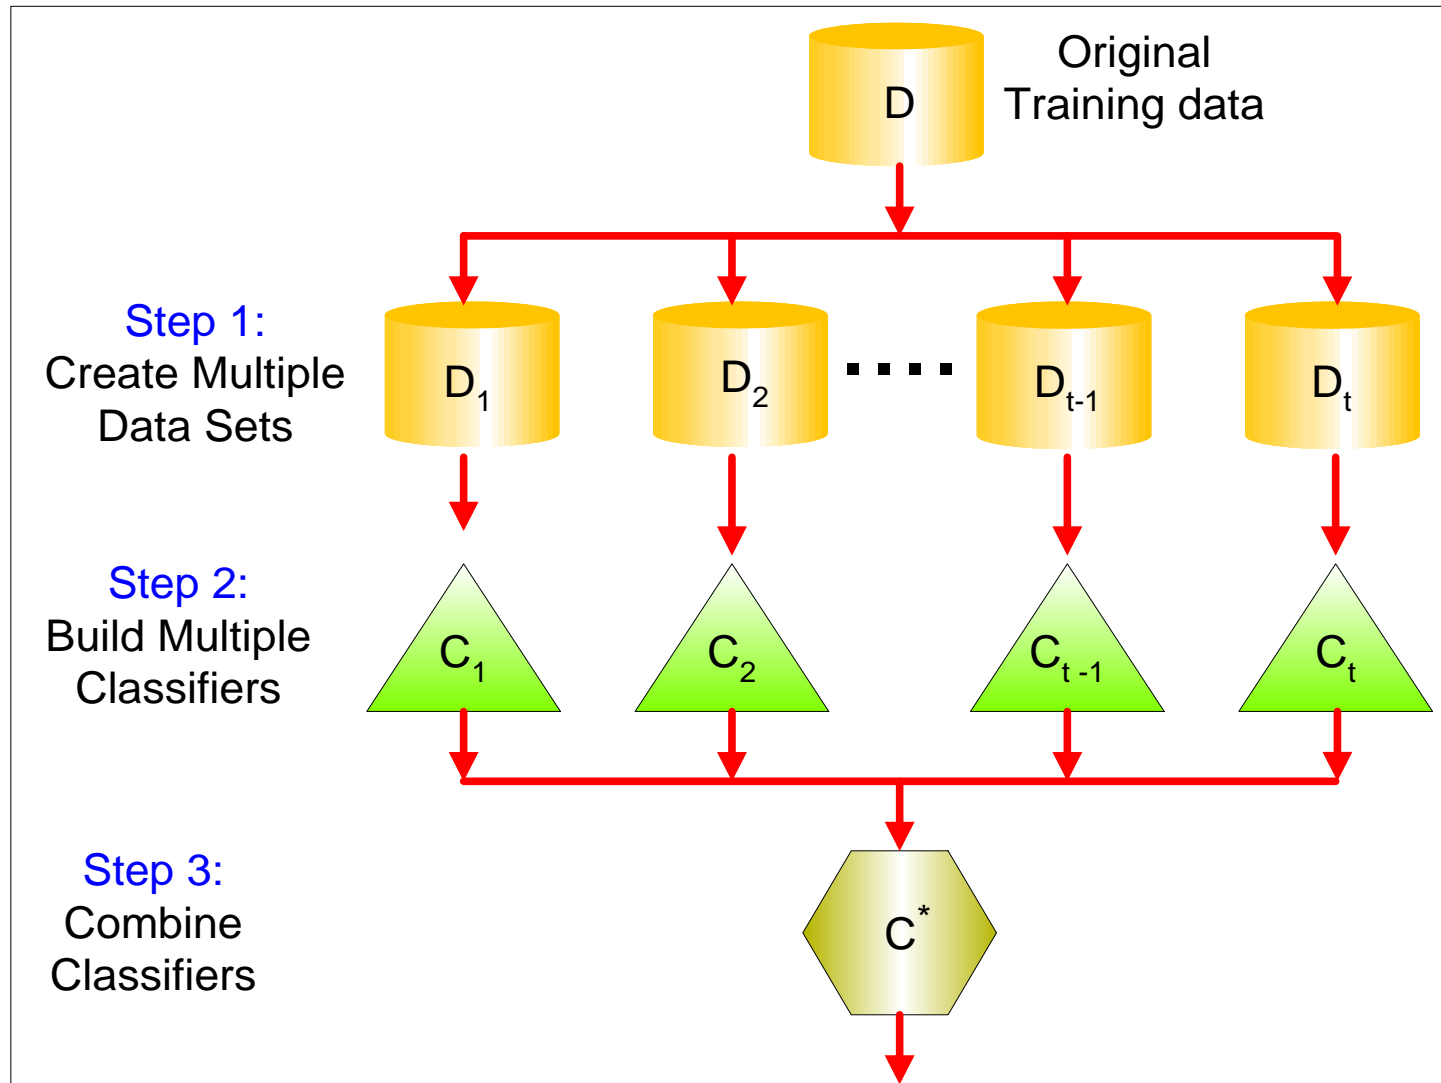 D
Original
Training data
Step 1:
Create Multiple
Data Sets
D₁
D₂
Dₜ₋₁
Dₜ
Step 2:
Build Multiple
Classifiers
C₁
C₂
Cₜ ₋₁
Cₜ
Step 3:
Combine
Classifiers
C*